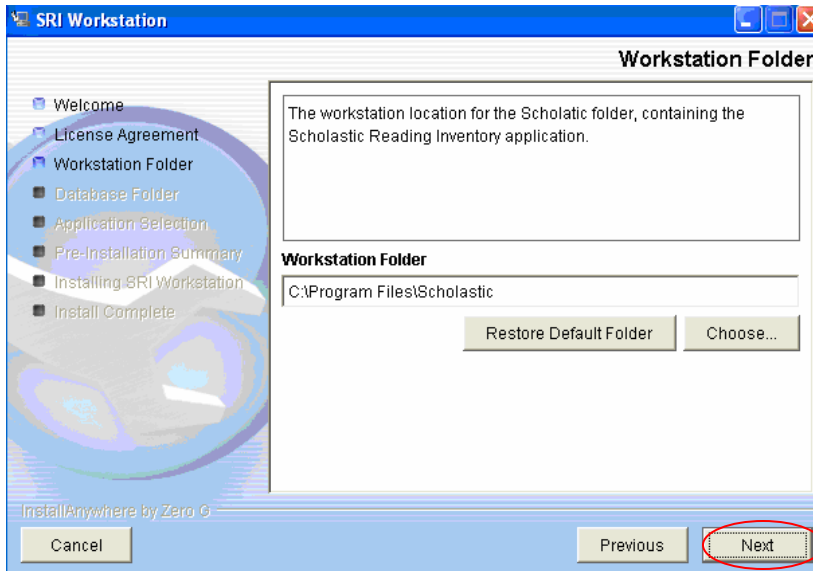 SRI Workstation
Workstation Folder
Welcome
License Agreement
Workstation Folder
Database Folder
Application Selection
Pre-Installation Summary
Installing SRI Workstation
Install Complete
The workstation location for the Scholatic folder, containing the
Scholastic Reading Inventory application.
Workstation Folder
C:\Program Files\Scholastic
Restore Default Folder
Choose...
InstallAnywhere by Zero G
Cancel
Previous
Next